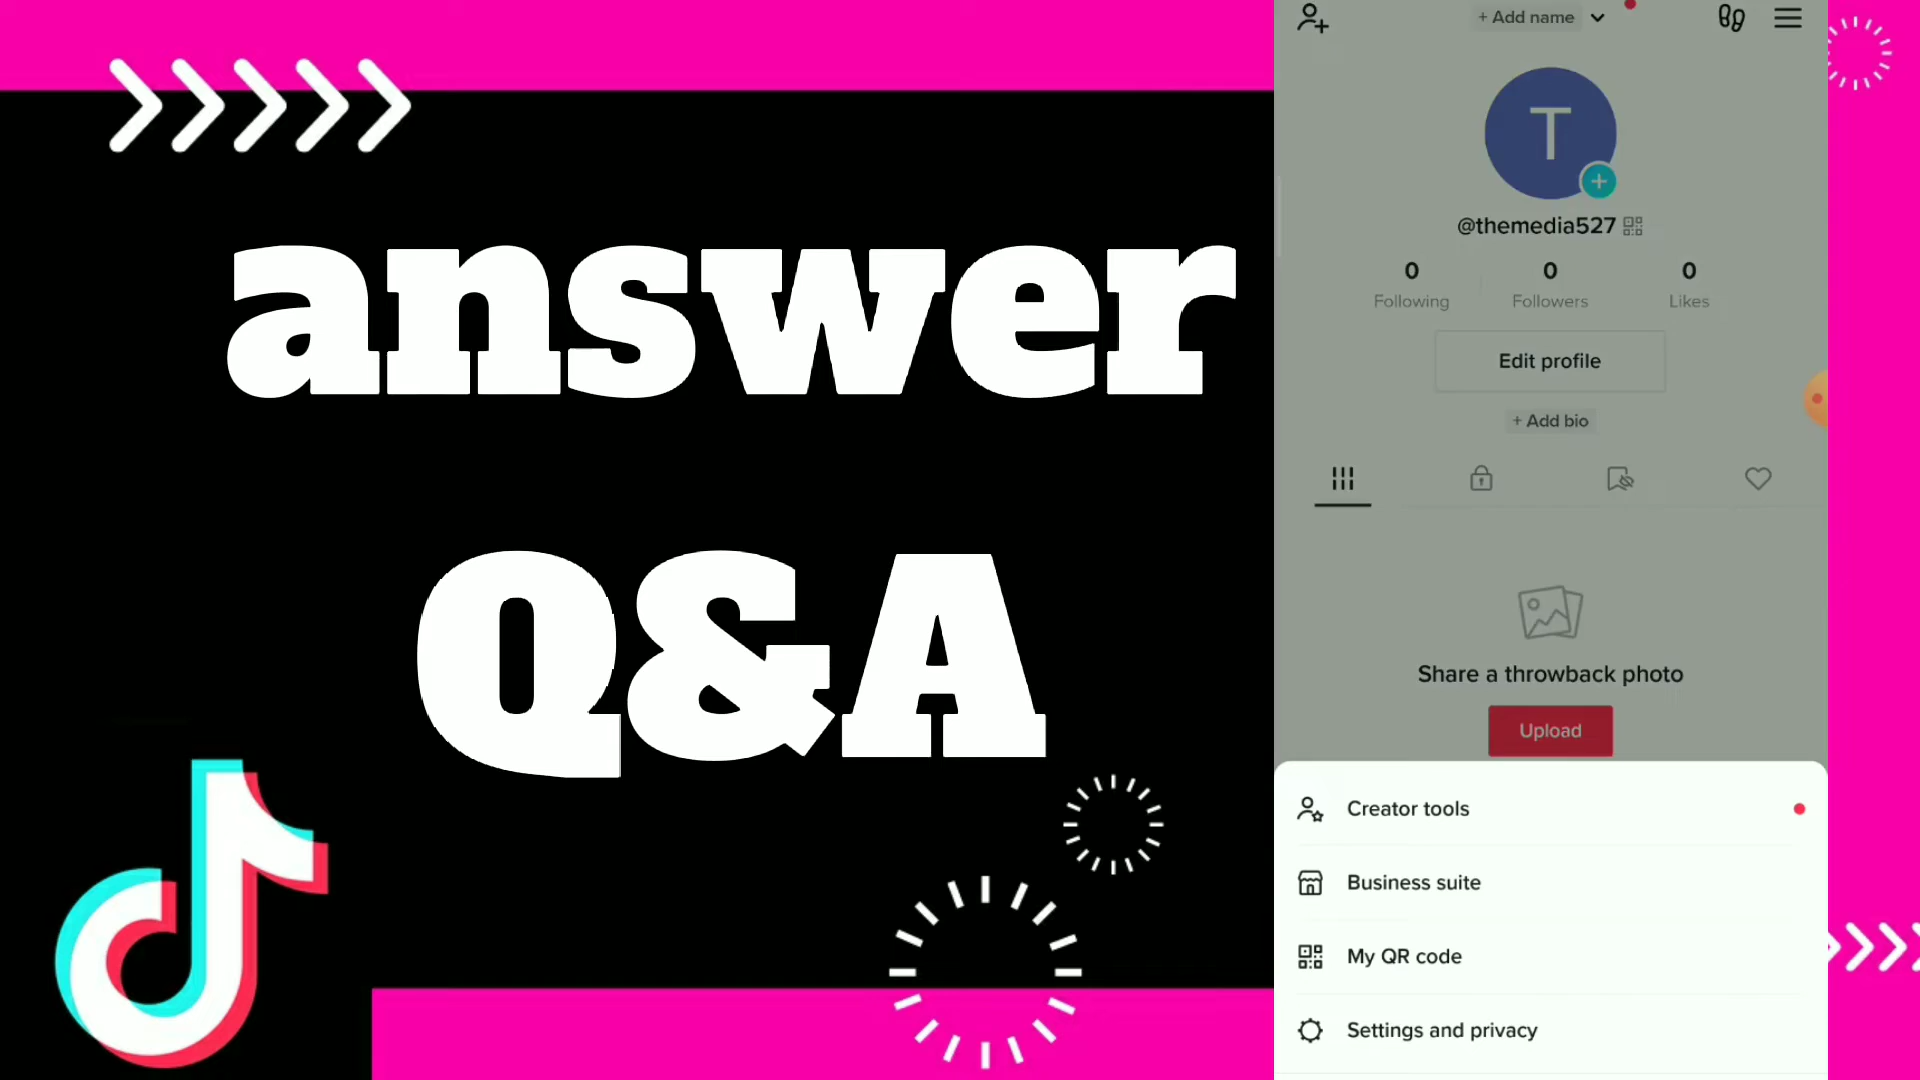 answer
Q&A
+ Add name
T
@themedia527
0 0 0
Following Followers Likes
Edit profile
+ Add bio
Share a throwback photo
Upload
Creator tools
Business suite
My QR code
Settings and privacy